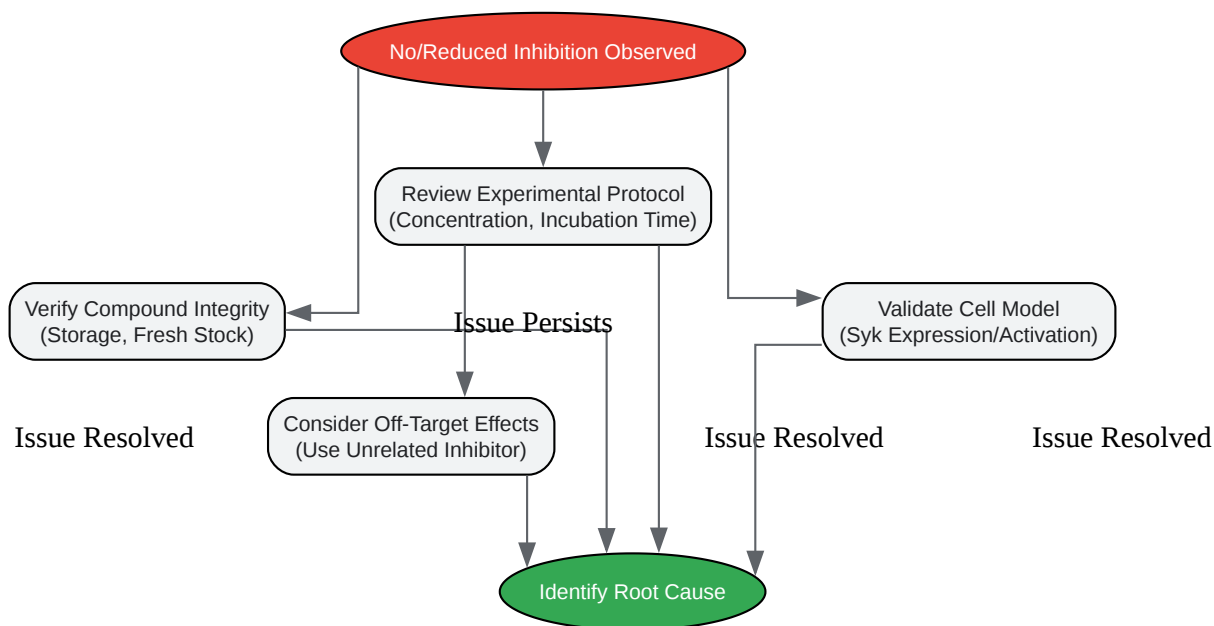 No/Reduced Inhibition Observed
Review Experimental Protocol
(Concentration, Incubation Time)
Verify Compound Integrity
(Storage, Fresh Stock)
Issue Persists
Validate Cell Model
(Syk Expression/Activation)
Consider Off-Target Effects
(Use Unrelated Inhibitor)
Issue Resolved
Issue Resolved
Issue Resolved
Identify Root Cause